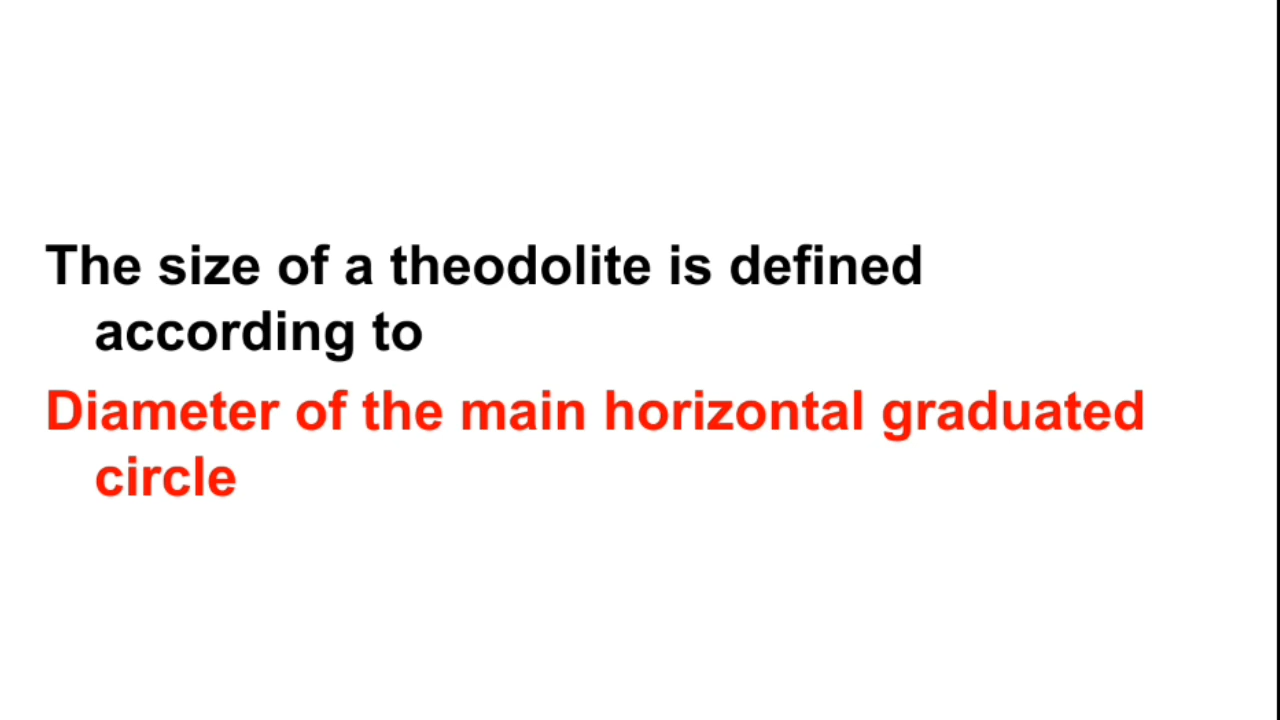 The size of a theodolite is defined
according to
Diameter of the main horizontal graduated
circle